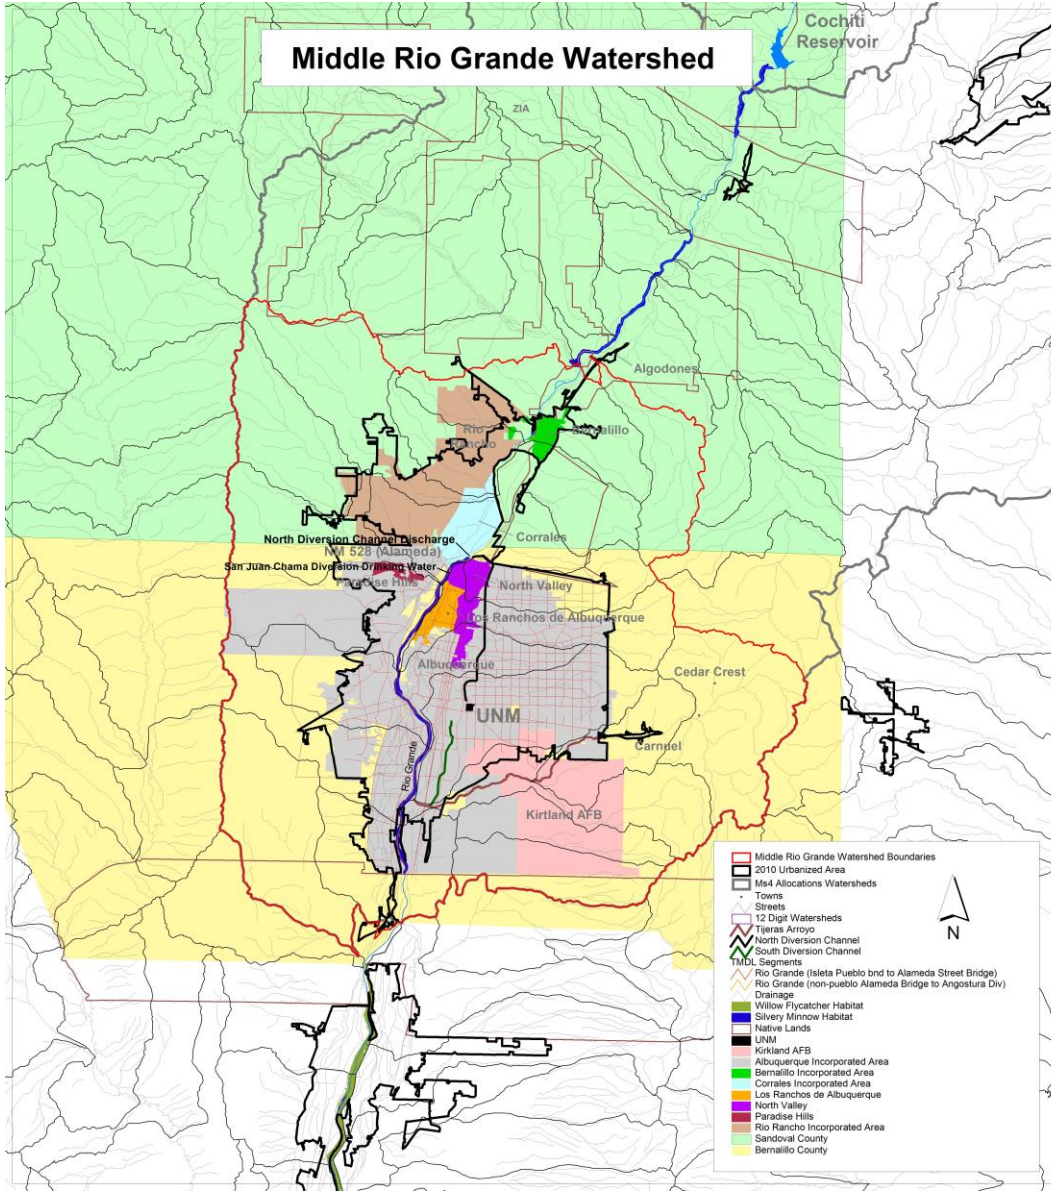 Cochiti
Reservoir
Middle Rio Grande Watershed
ZIA
Algodones
Rio
Rancho
Bernalillo
Corrales
North Diversion Channel Discharge
NM 528 (Alameda)
San Juan Chama Diversion Drinking Water
Paradise Hills
North Valley
Los Ranchos de Albuquerque
Albuquerque
Cedar Crest
UNM
Carnuel
Rio Grande
Kirtland AFB
Middle Rio Grande Watershed Boundaries
2010 Urbanized Area
Ms4 Allocations Watersheds
Towns
Streets
12 Digit Watersheds
Tijeras Arroyo
North Diversion Channel
South Diversion Channel
TMDL Segments
Rio Grande (Isleta Pueblo bnd to Alameda Street Bridge)
Rio Grande (non-pueblo Alameda Bridge to Angostura Div)
Drainage
Willow Flycatcher Habitat
Silvery Minnow Habitat
Native Lands
UNM
Kirkland AFB
Albuquerque Incorporated Area
Bernalillo Incorporated Area
Corrales Incorporated Area
Los Ranchos de Albuquerque
North Valley
Paradise Hills
Rio Rancho Incorporated Area
Sandoval County
Bernalillo County
N